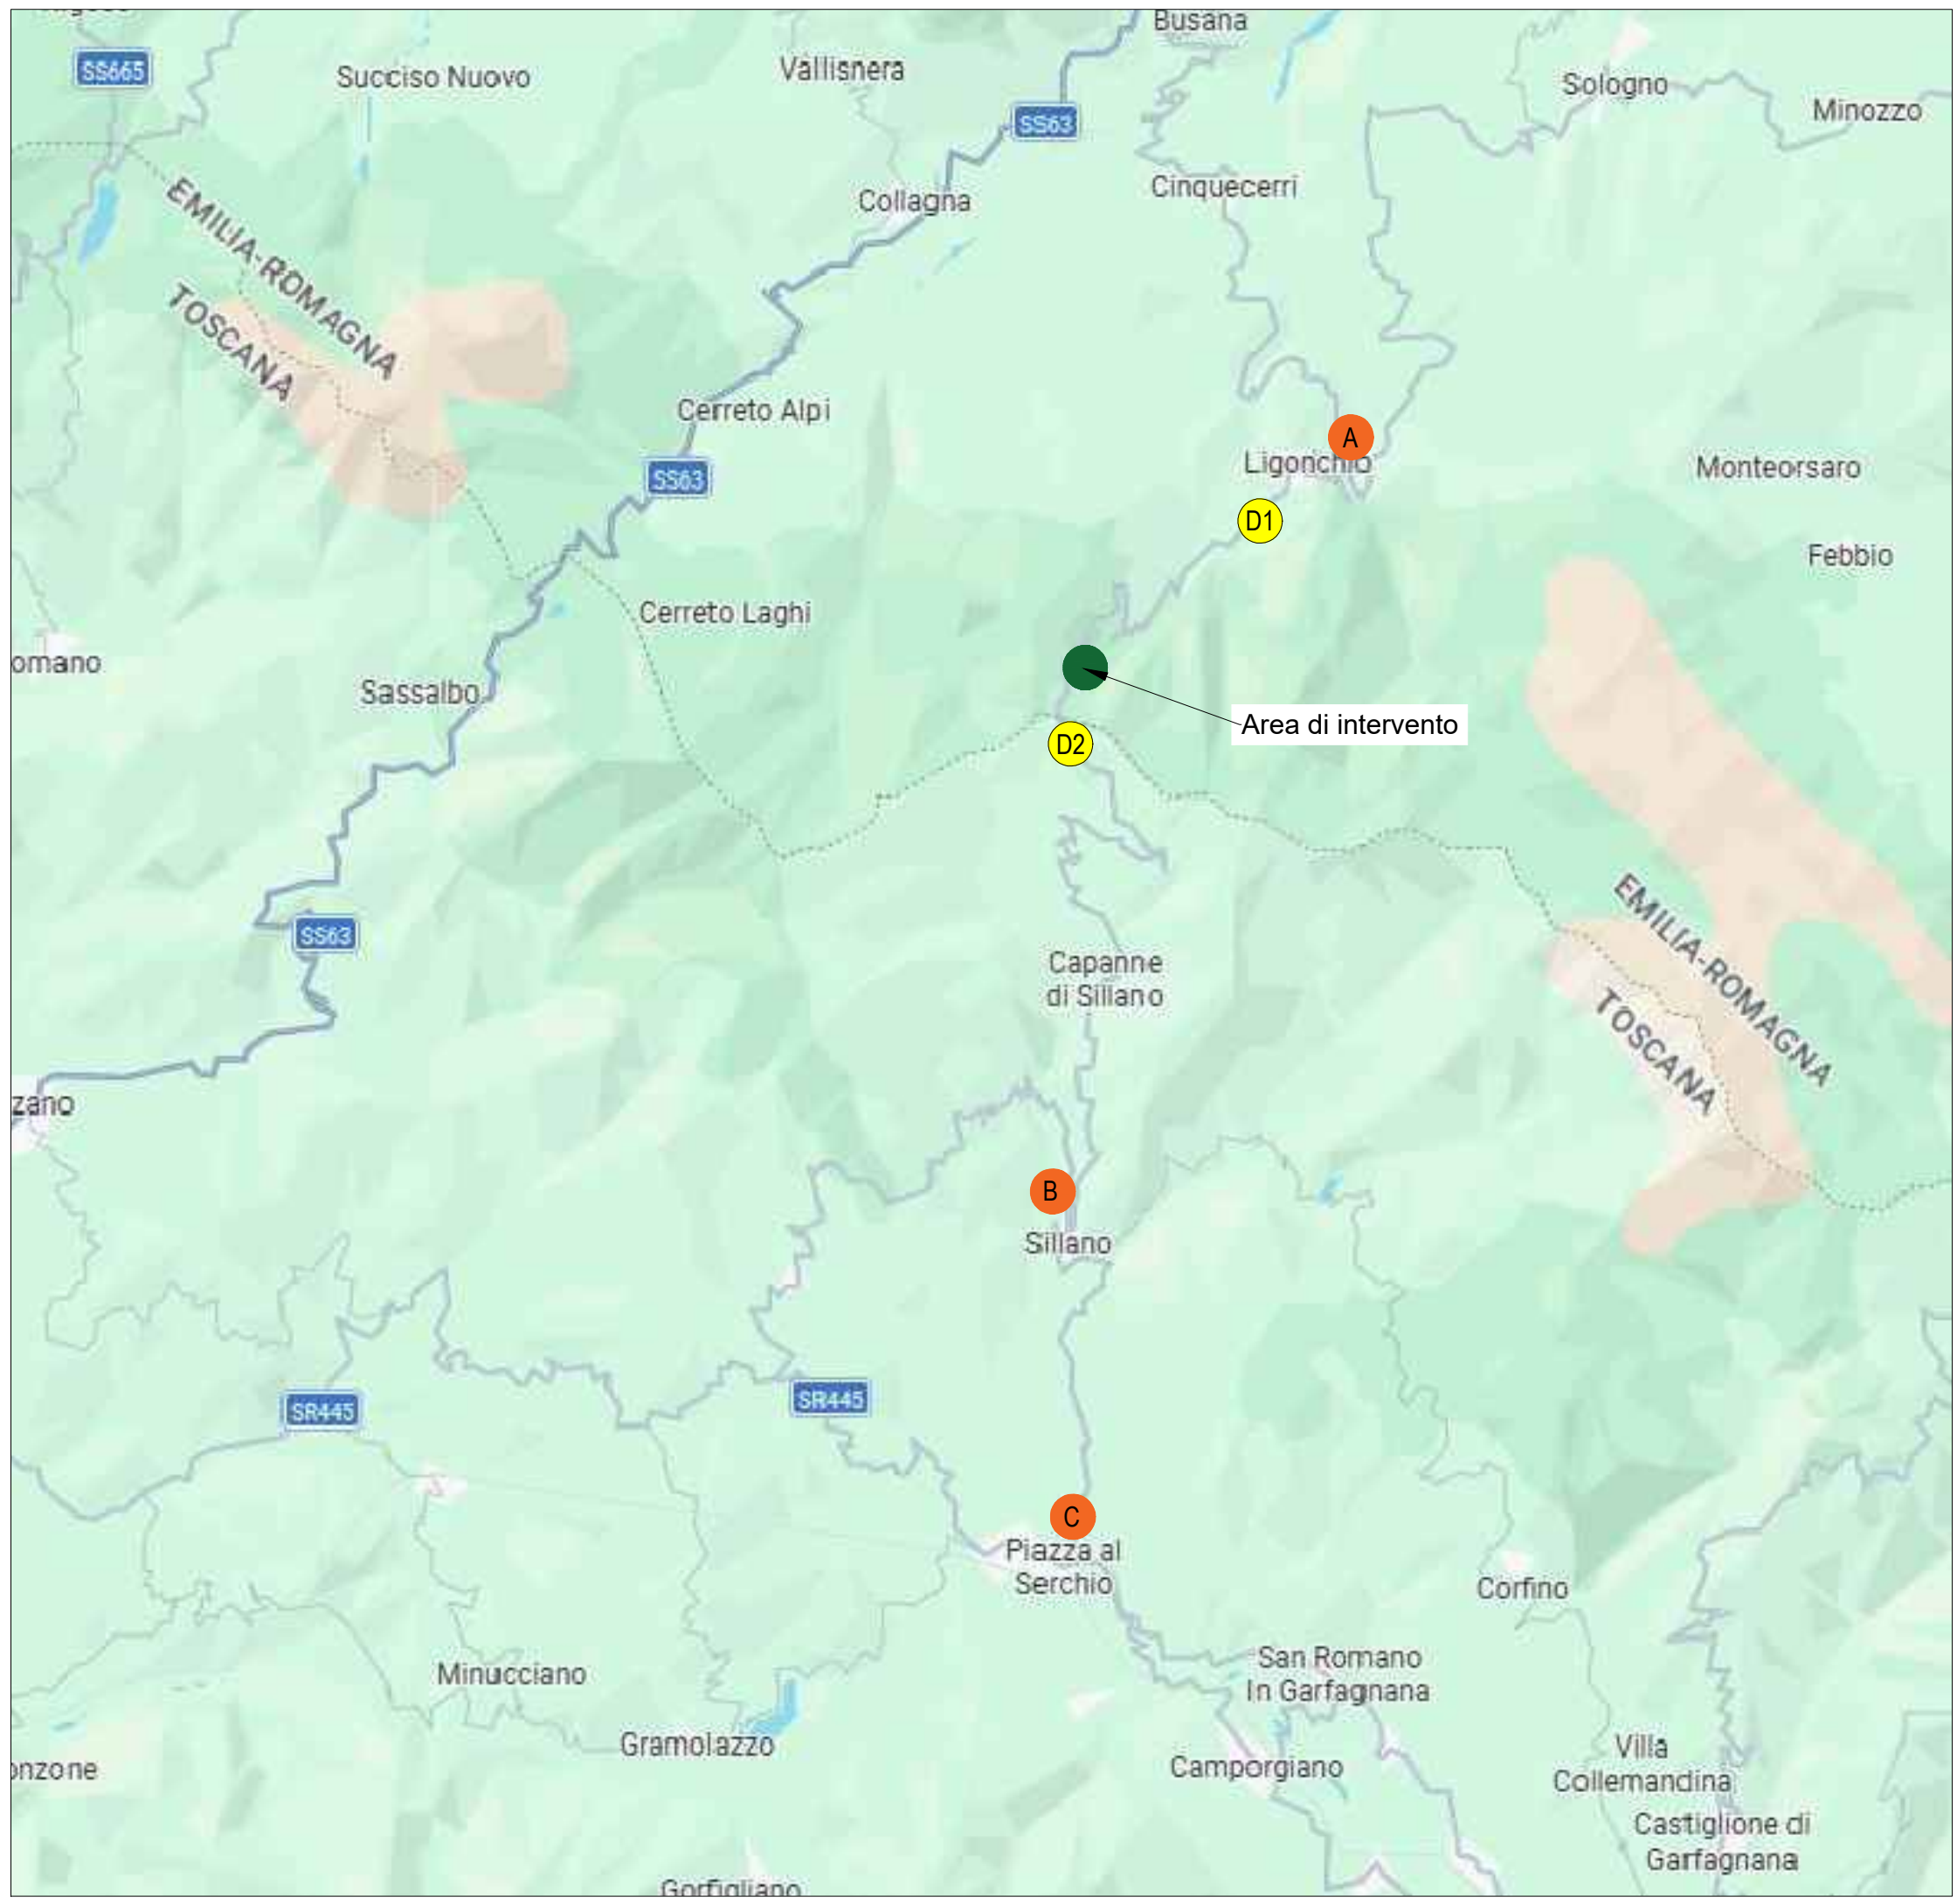 Busana
SS665
Succiso Nuovo
Vallisnera
Sologno
Minozzo
SS63
Cinquecerri
Collagna
EMILIA-ROMAGNA
TOSCANA
Cerreto Alpi
A
Ligonchio
Monteorsaro
SS63
D1
Febbio
Cerreto Laghi
omano
Sassalbo
Area di intervento
D2
EMILIA-ROMAGNA
TOSCANA
SS63
Capanne
di Sillano
zano
B
Sillano
SR445
SR445
C
Piazza al
Serchio
Corfino
San Romano
In Garfagnana
Minucciano
Gramolazzo
Camporgiano
Villa
Collemandina
onzone
Castiglione di
Garfagnana
Gorfigliano